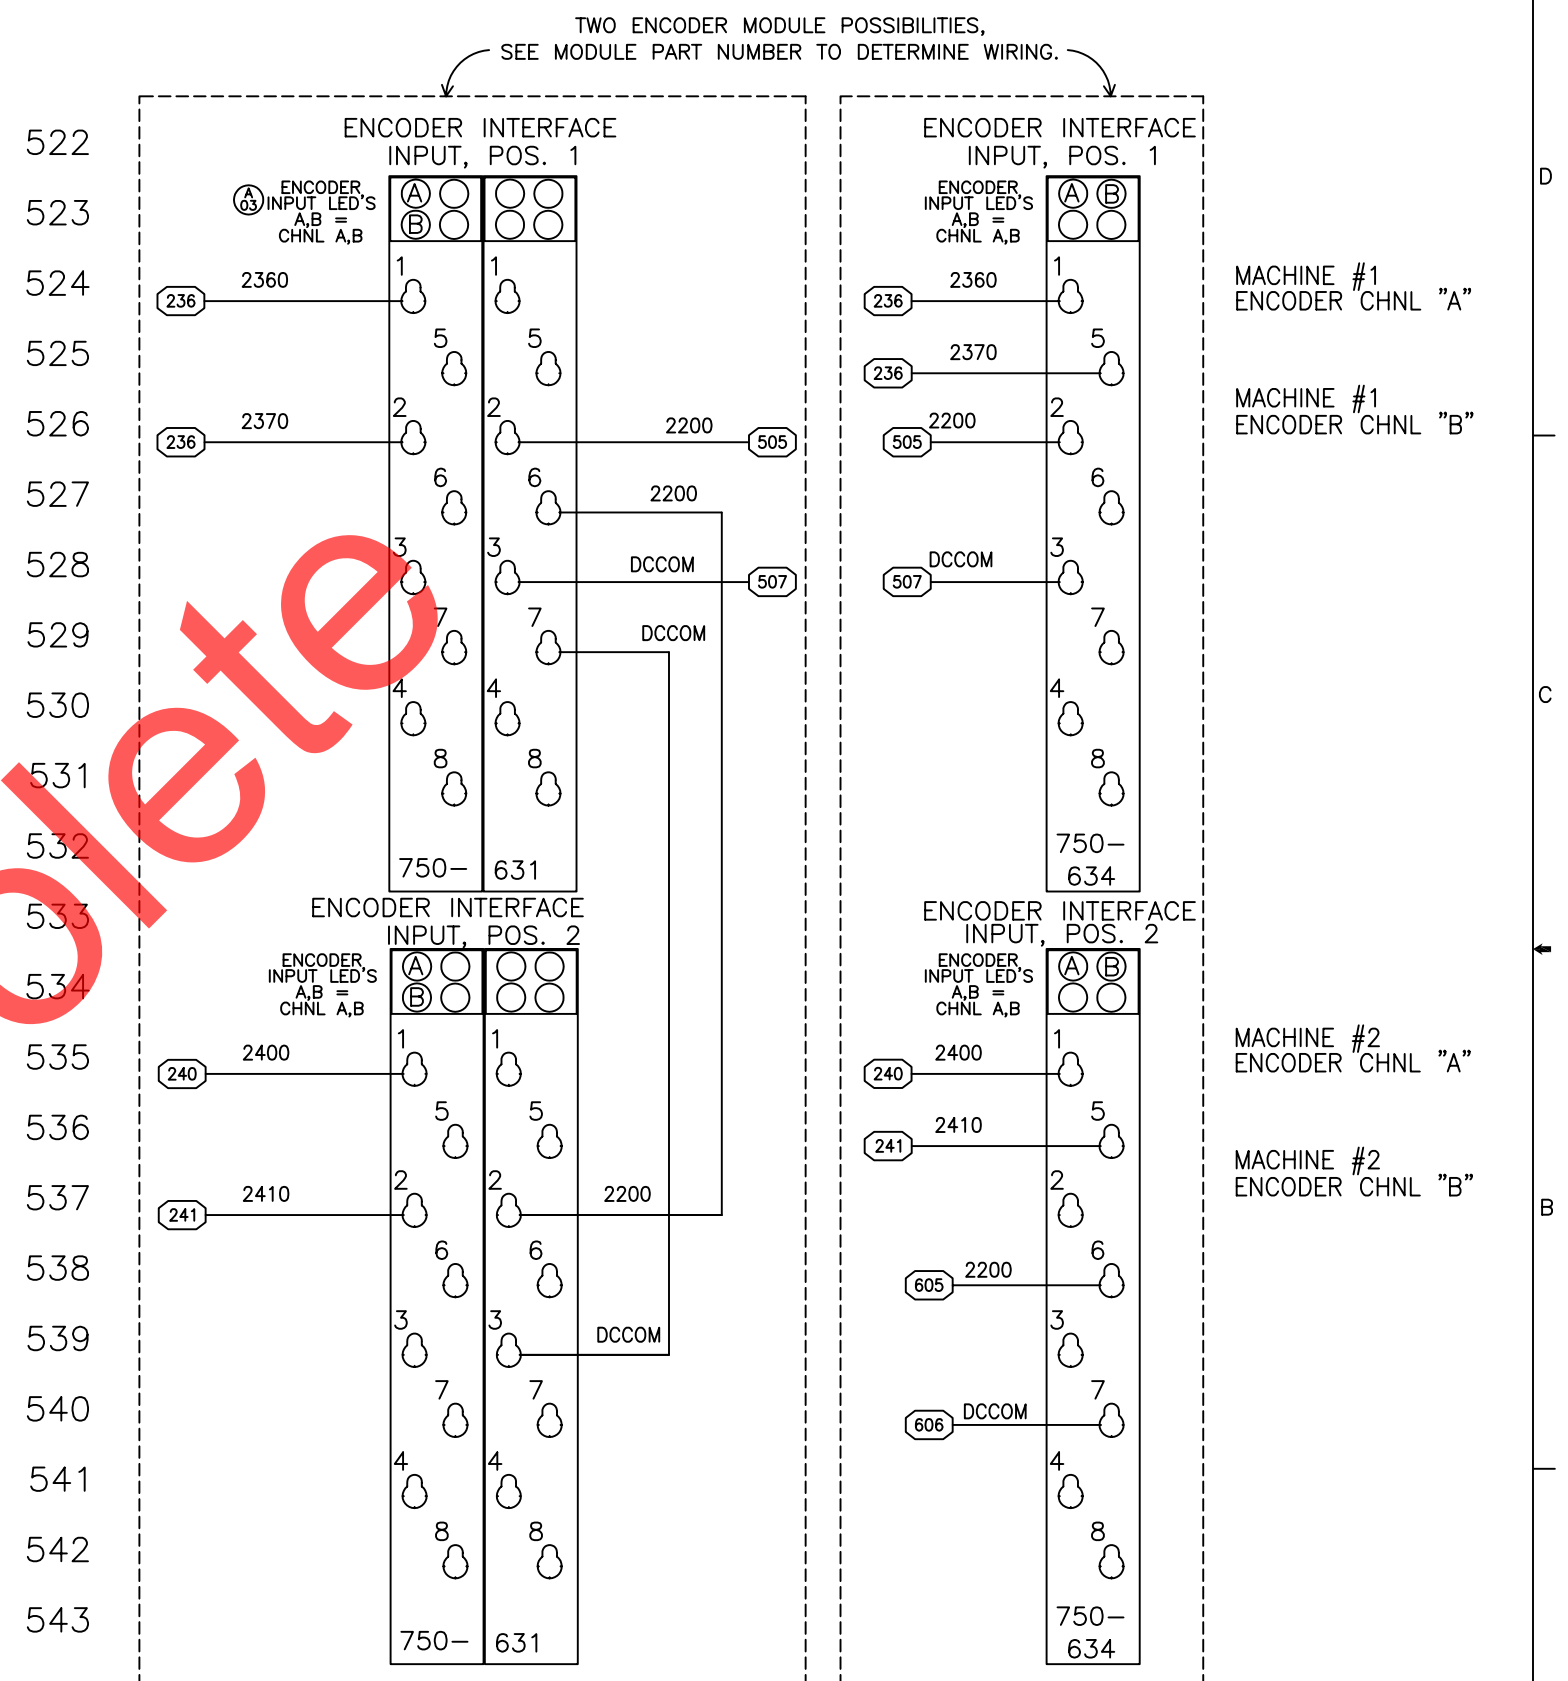 TWO ENCODER MODULE POSSIBILITIES,
SEE MODULE PART NUMBER TO DETERMINE WIRING.
522
523
524
525
526
527
528
529
530
531
532
533
534
535
536
537
538
539
540
541
542
543
ENCODER INTERFACE
INPUT, POS. 1
A
03
ENCODER
INPUT LED'S
A,B =
CHNL A,B
A
B
1 1
236 2360
5 5
236 2370
2 2
2200 505
6 6
2200
3 3
DCCOM 507
7 7
DCCOM
4 4
8 8
750- 631
ENCODER INTERFACE
INPUT, POS. 2
ENCODER
INPUT LED'S
A,B =
CHNL A,B
A
B
1 1
240 2400
5 5
241 2410
2 2
2200
6 6
3 3
DCCOM
7 7
4 4
8 8
750- 631
ENCODER INTERFACE
INPUT, POS. 1
ENCODER
INPUT LED'S
A,B =
CHNL A,B
A B
1
236 2360
5
236 2370
2
505 2200
6
3
507 DCCOM
7
4
8
750-
634
ENCODER INTERFACE
INPUT, POS. 2
ENCODER
INPUT LED'S
A,B =
CHNL A,B
A B
1
240 2400
5
241 2410
2
6
605 2200
3
7
606 DCCOM
4
8
750-
634
MACHINE #1
ENCODER CHNL "A"
MACHINE #1
ENCODER CHNL "B"
MACHINE #2
ENCODER CHNL "A"
MACHINE #2
ENCODER CHNL "B"
D
C
B
olete